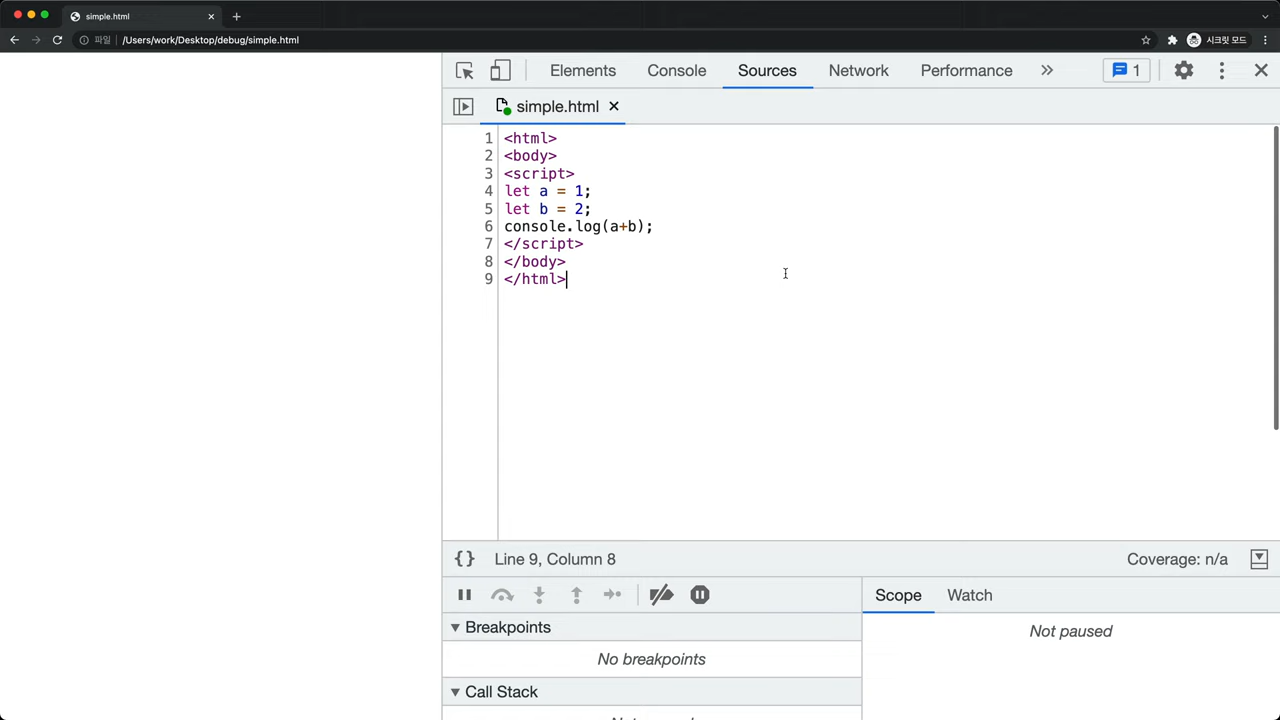 simple.html
파일 /Users/work/Desktop/debug/simple.html 시크릿 모드
Elements Console Sources Network Performance 1
simple.html
1 <html>
2 <body>
3 <script>
4 let a = 1;
5 let b = 2;
6 console.log(a+b);
7 </script>
8 </body>
9 </html>
{} Line 9, Column 8 Coverage: n/a
Scope Watch
Breakpoints
Not paused
No breakpoints
Call Stack